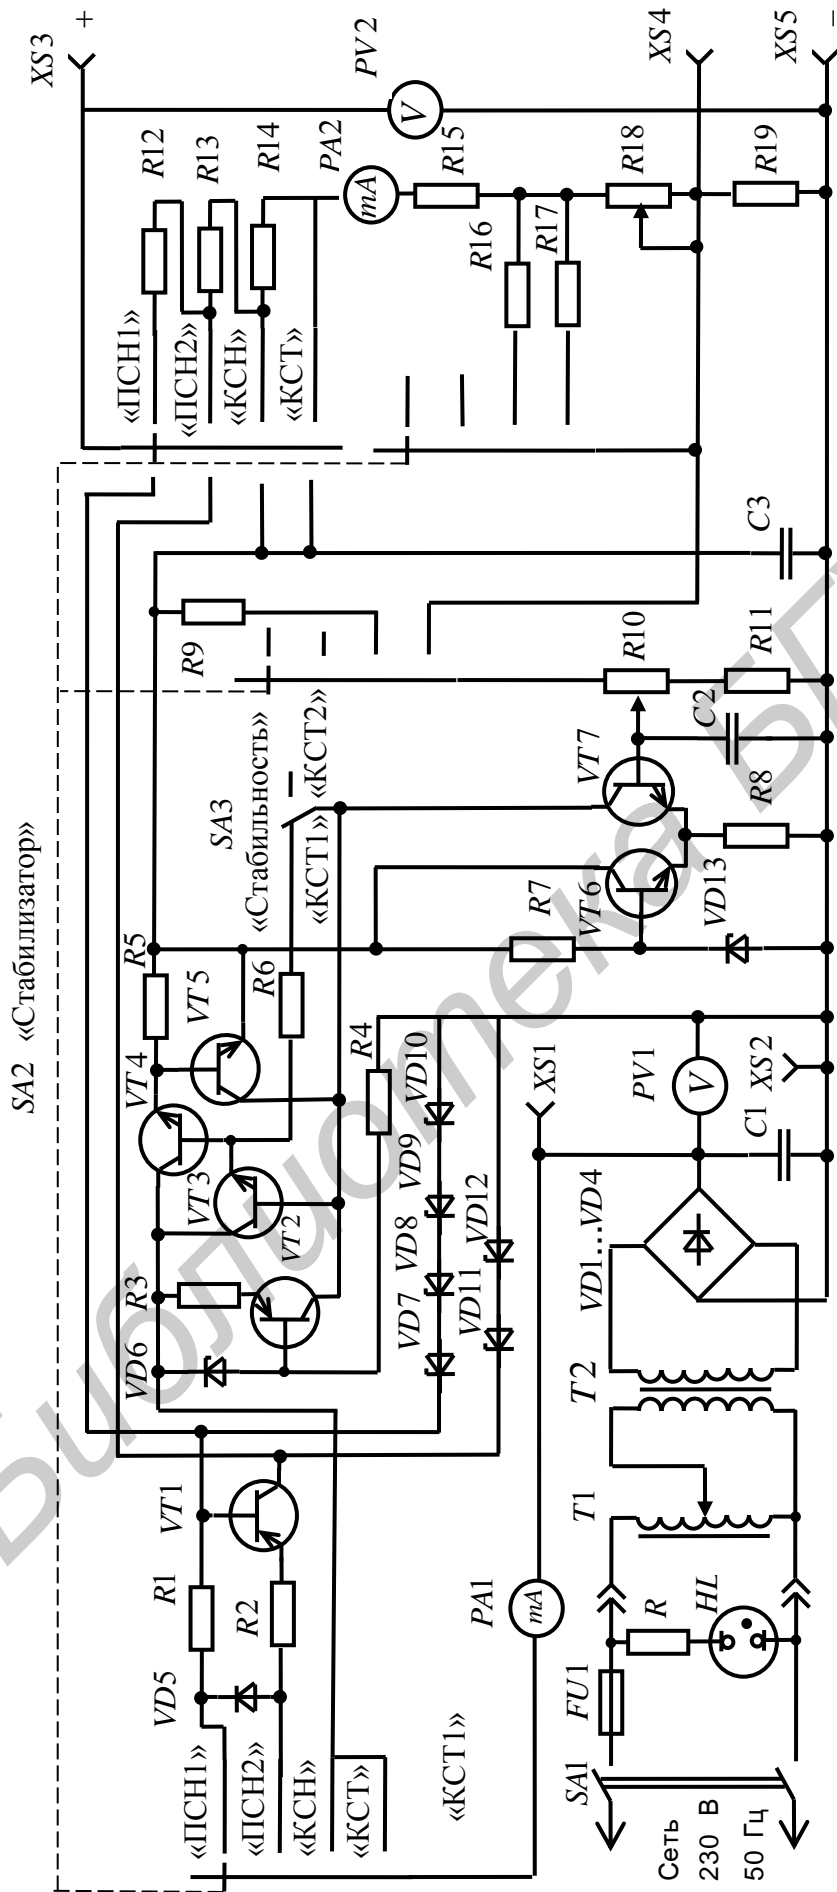 SA2 «Стабилизатор»
XS3 +
R12
R13
R14
PA2
PV2
V
mA
R15
R16
R17
R18
XS4
R19
XS5 –
«ПСН1»
«ПСН2»
«КСН»
«КСТ»
C3
R9
R10
R11
SA3
«Стабильность»
«КСТ1»
«КСТ2»
VT7
C2
R8
R7
VT6
VD13
R5
VT5
R6
VT4
VT3
R4
VD10
VD9
VD8
VD7
VD12
VD11
XS1
PV1
V
XS2
C1
VT2
R3
VD6
VD1...VD4
T2
T1
VT1
R1
R2
VD5
PA1
mA
R
HL
FU1
SA1
«ПСН1»
«ПСН2»
«КСН»
«КСТ»
«КСТ1»
Сеть
230 В
50 Гц
Библиотека БГ